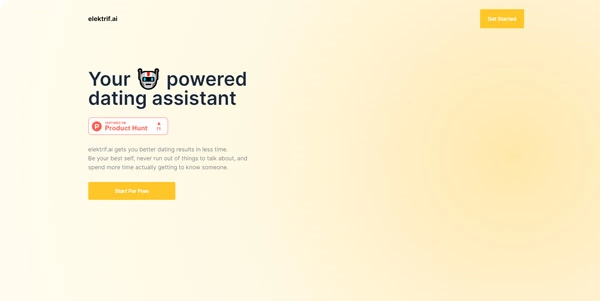 elektrif.ai
Get Started
Your powered
dating assistant
FEATURED ON
Product Hunt
elektrif.ai gets you better dating results in less time.
Be your best self, never run out of things to talk about, and
spend more time actually getting to know someone.
Start For Free